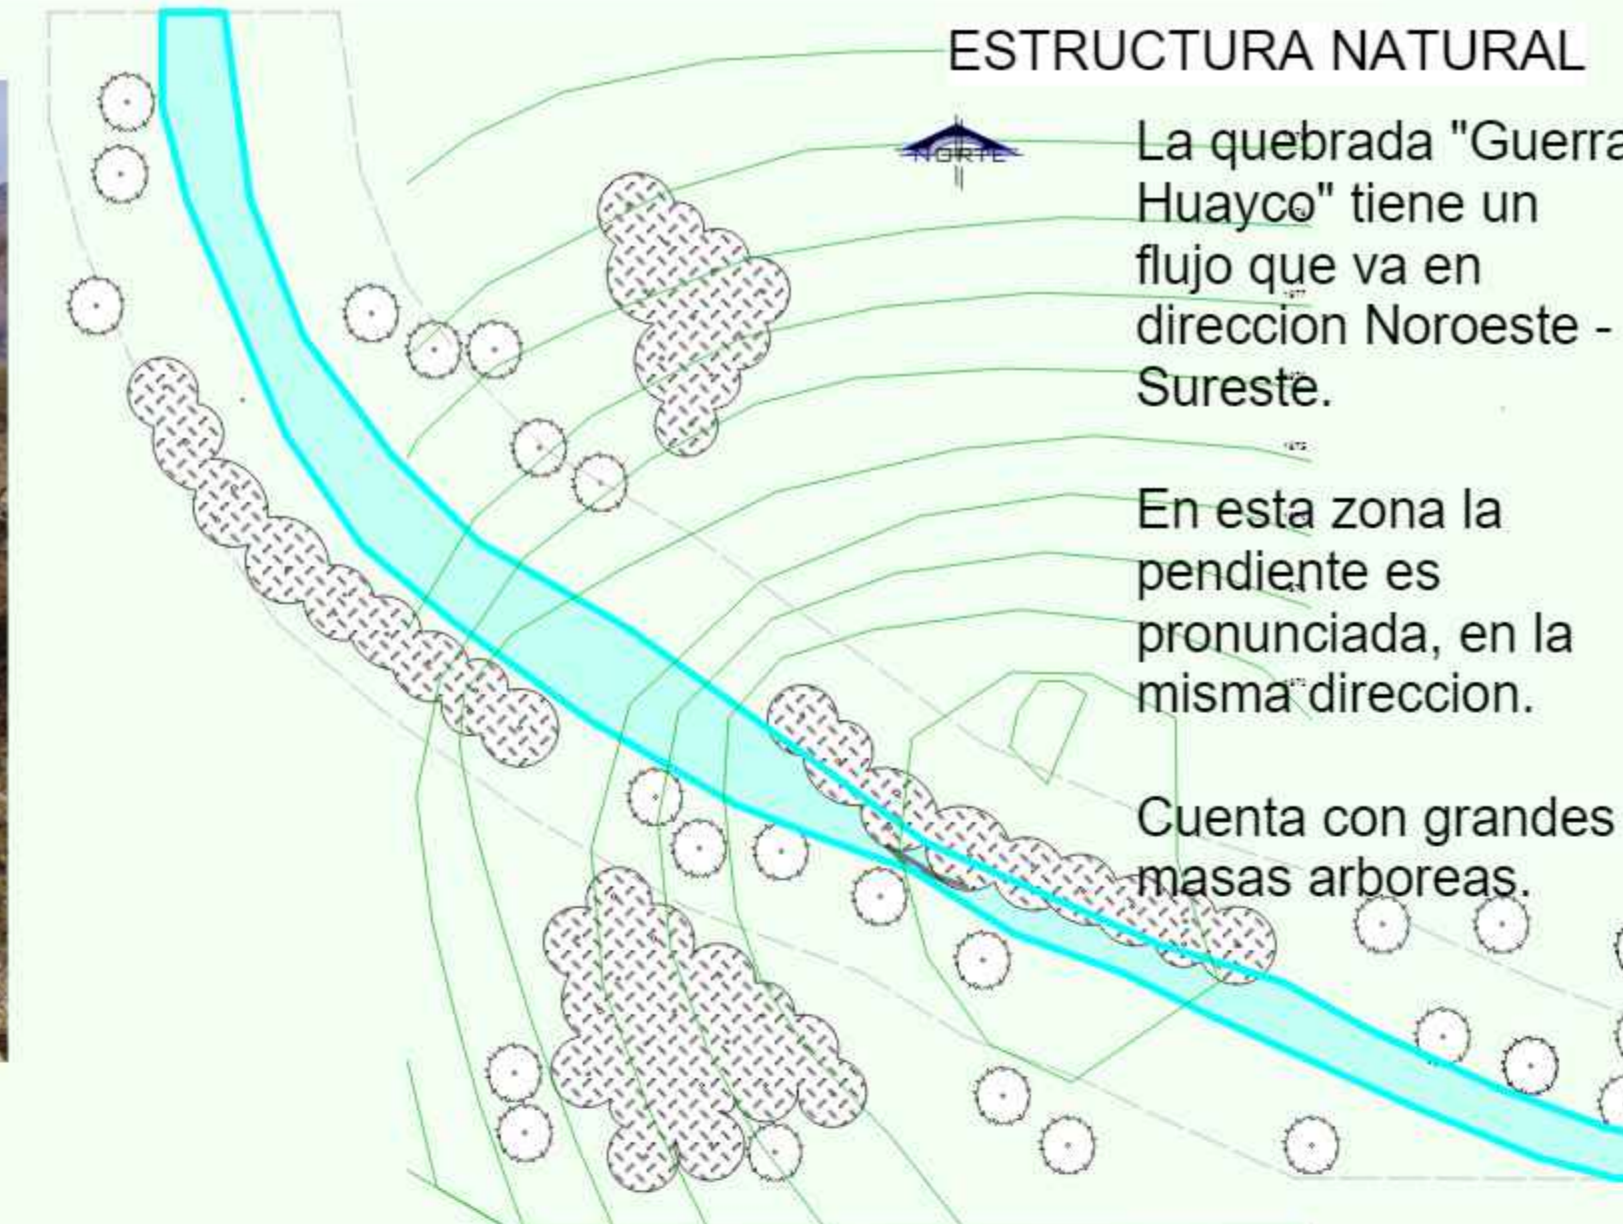 ESTRUCTURA NATURAL
NORTE
La quebrada "Guerra
Huayco" tiene un
flujo que va en
direccion Noroeste -
Sureste.
En esta zona la
pendiente es
pronunciada, en la
misma direccion.
Cuenta con grandes
masas arboreas.